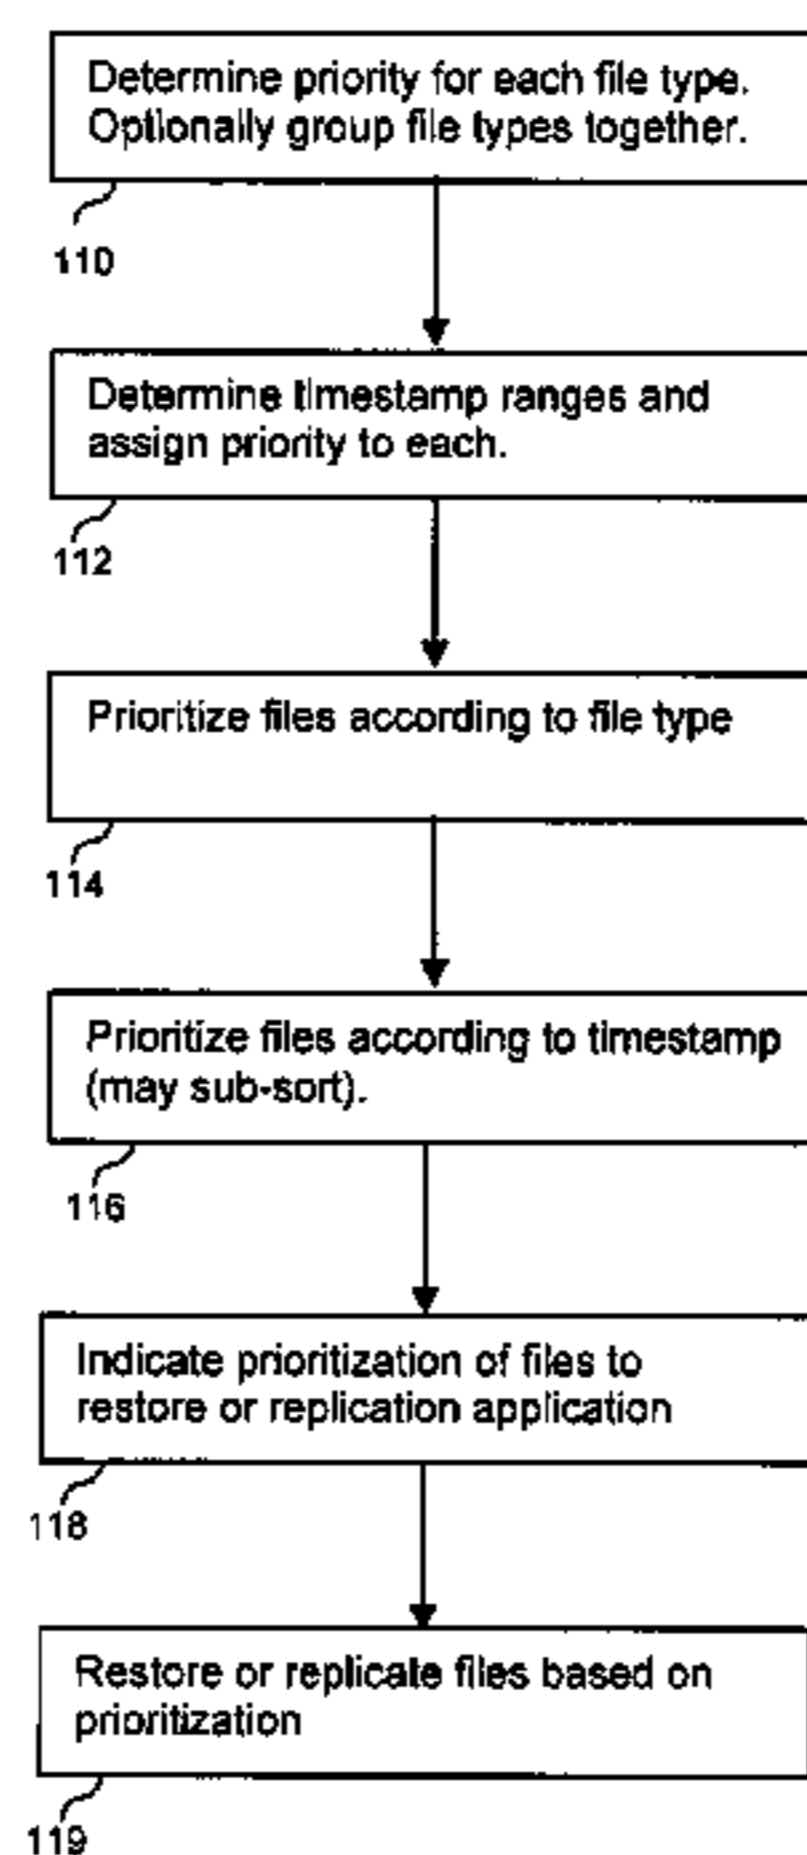 Determine priority for each file type.
Optionally group file types together.
110
Determine timestamp ranges and
assign priority to each.
112
Prioritize files according to file type
114
Prioritize files according to timestamp
(may sub-sort).
116
Indicate prioritization of files to
restore or replication application
118
Restore or replicate files based on
prioritization
119